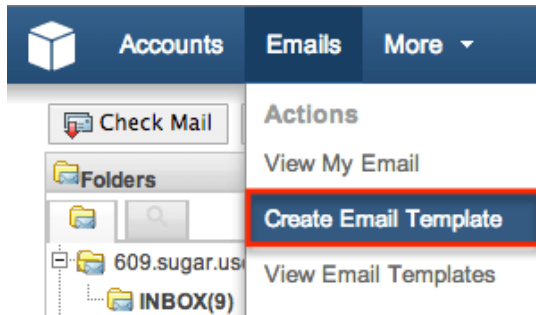 Accounts Emails More
Check Mail
Actions
View My Email
Folders
Create Email Template
609.sugar.us
View Email Templates
INBOX(9)